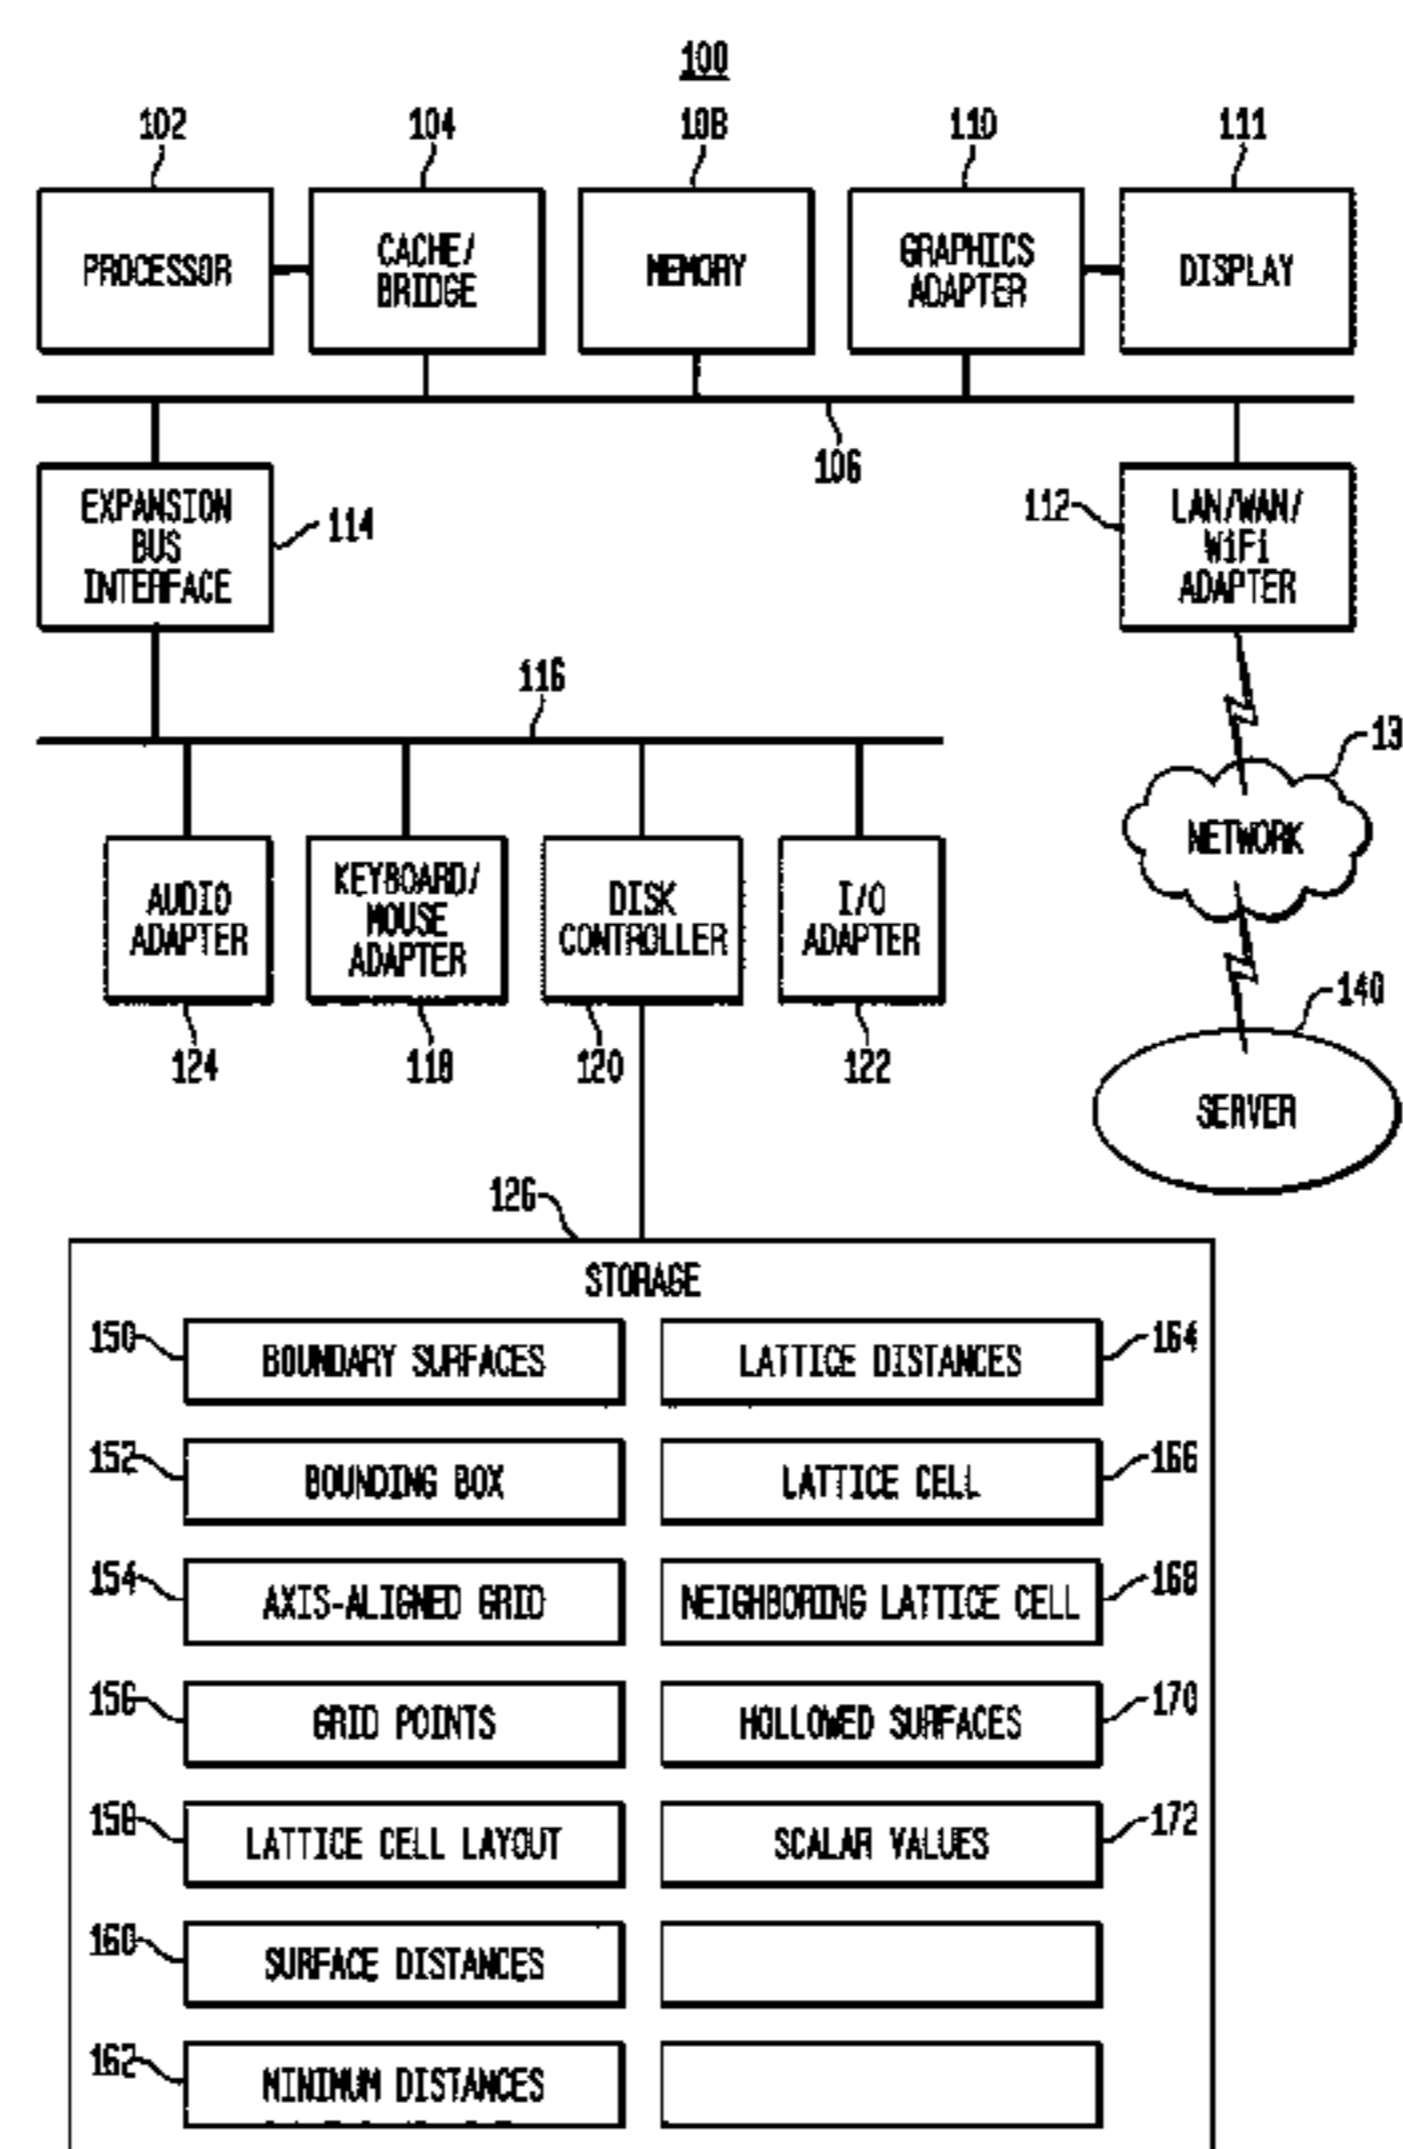 100
102
104
108
110
111
PROCESSOR
CACHE/
BRIDGE
MEMORY
GRAPHICS
ADAPTER
DISPLAY
106
EXPANSION
BUS
INTERFACE
114
112
LAN/WAN/
WiFi
ADAPTER
116
13
NETWORK
AUDIO
ADAPTER
KEYBOARD/
MOUSE
ADAPTER
DISK
CONTROLLER
I/O
ADAPTER
124
118
120
122
140
SERVER
126
STORAGE
150
BOUNDARY SURFACES
LATTICE DISTANCES
164
152
BOUNDING BOX
LATTICE CELL
166
154
AXIS-ALIGNED GRID
NEIGHBORING LATTICE CELL
168
156
GRID POINTS
HOLLOWED SURFACES
170
158
LATTICE CELL LAYOUT
SCALAR VALUES
172
160
SURFACE DISTANCES
162
MINIMUM DISTANCES